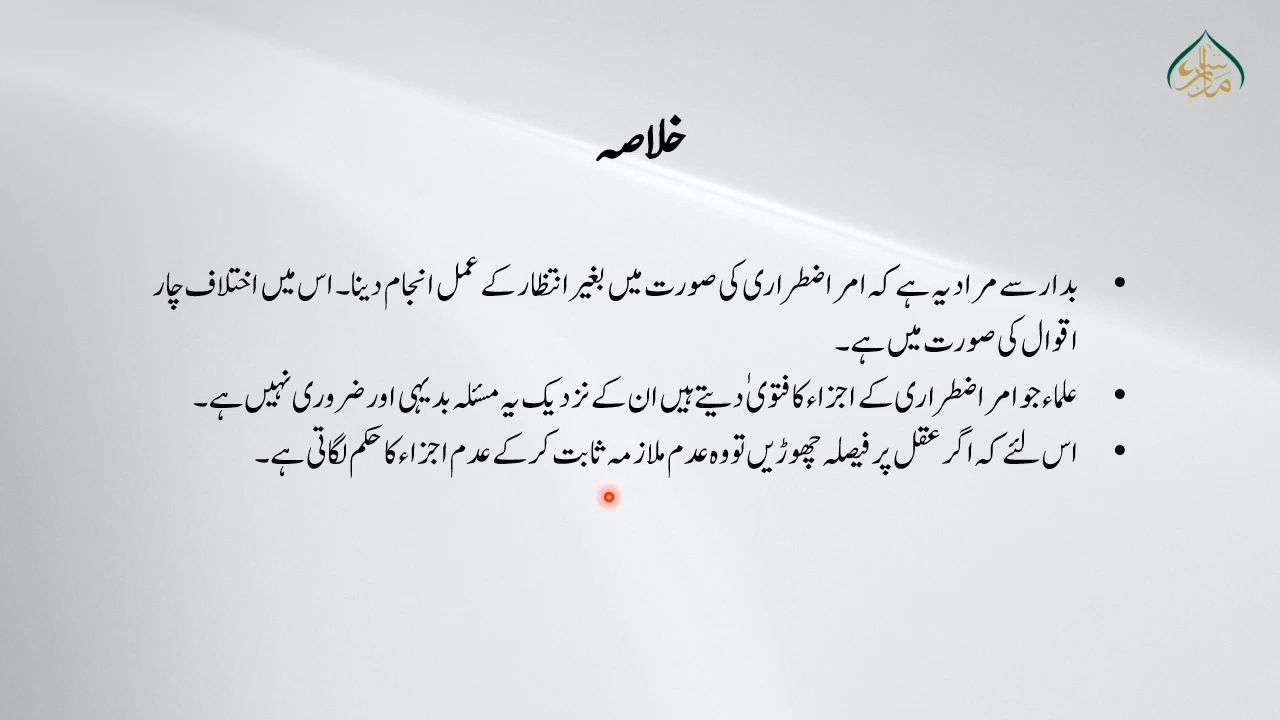 خلاصہ
بدار سے مراد یہ ہے کہ امر اضطراری کی صورت میں بغیر انتظار کے عمل انجام دینا۔ اس میں اختلاف چار
اقوال کی صورت میں ہے۔
علماء جو امر اضطراری کے اجزاء کا فتویٰ دیتے ہیں ان کے نزدیک یہ مسئلہ بدیہی اور ضروری نہیں ہے۔
اس لئے کہ اگر عقل پر فیصلہ چھوڑیں تو وہ عدم ملازمہ ثابت کر کے عدم اجزاء کا حکم لگاتی ہے۔